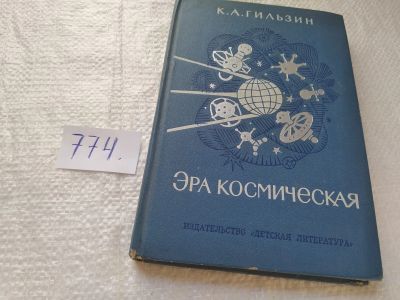 К.А.ГИЛЬЗИН
ЭРА КОСМИЧЕСКАЯ
ИЗДАТЕЛЬСТВО «ДЕТСКАЯ ЛИТЕРАТУРА»
774.